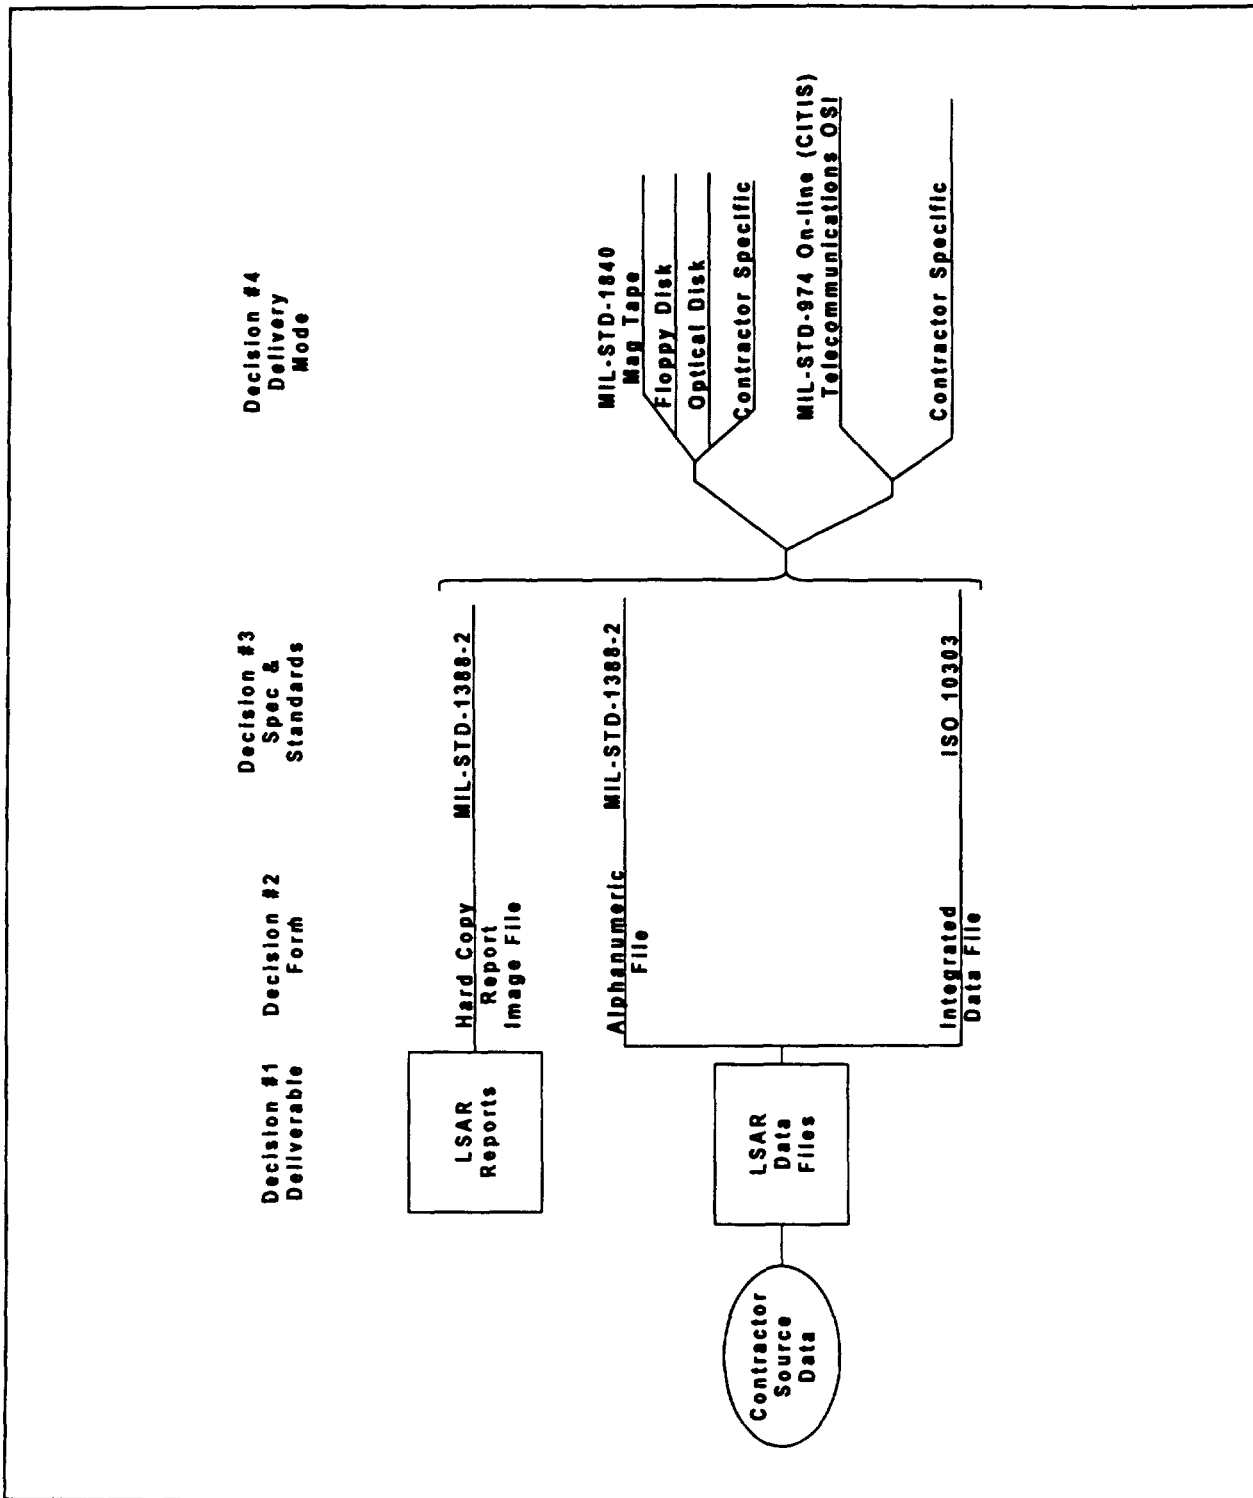 Decision #1
Deliverable
Decision #2
Form
Decision #3
Spec &
Standards
Decision #4
Delivery
Mode
LSAR
Reports
Hard Copy
Report
Image File
MIL-STD-1388-2
Contractor
Source
Data
LSAR
Data
Files
Alphanumeric
File
MIL-STD-1388-2
Integrated
Data File
ISO 10303
MIL-STD-1840
Mag Tape
Floppy Disk
Optical Disk
Contractor Specific
MIL-STD-974 On-line (CITIS)
Telecommunications OSI
Contractor Specific